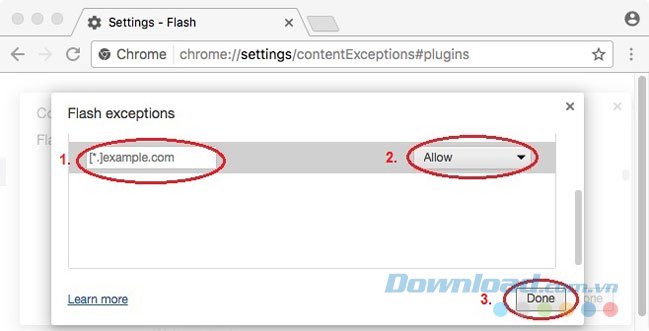 Settings - Flash
Chrome chrome://settings/contentExceptions#plugins
Co
Fla
Flash exceptions
1. [*.]example.com 2. Allow
Download.com.vn
Learn more 3. Done one